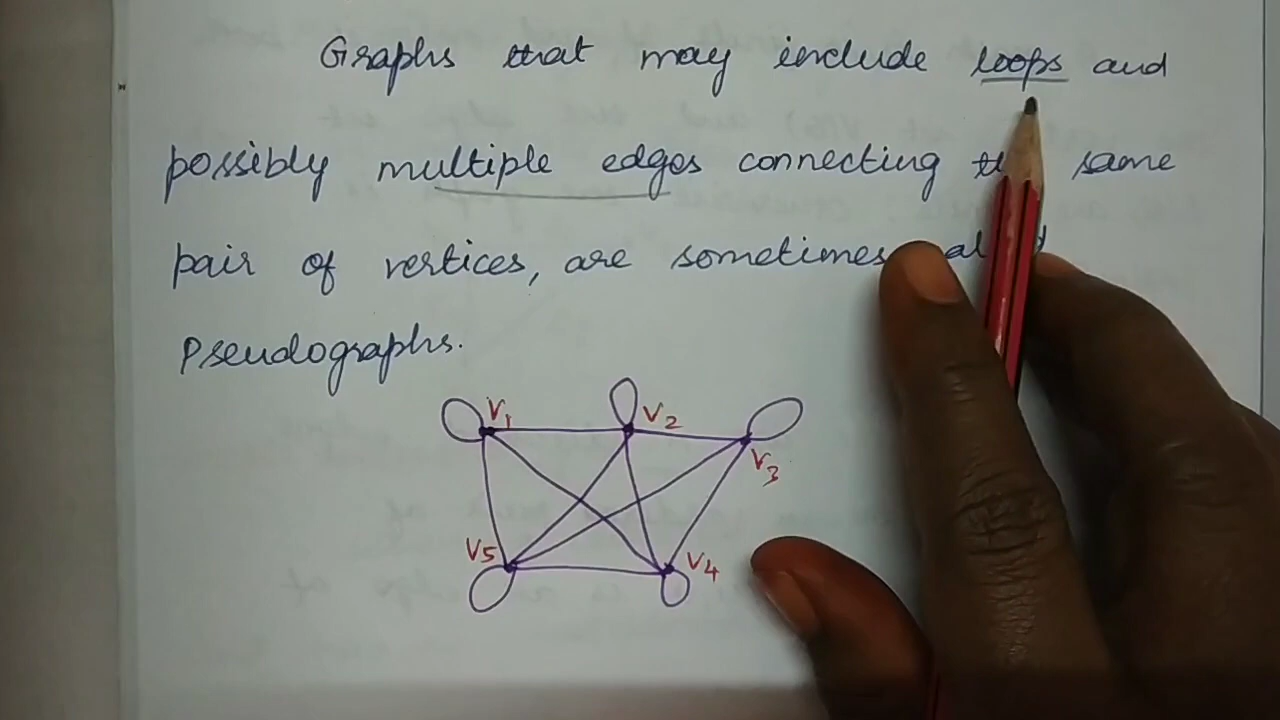 Graphs that may include loops and
possibly multiple edges connecting same
pair of vertices, are sometimes
Pseudographs.
V1 V2 V3
V5 V4